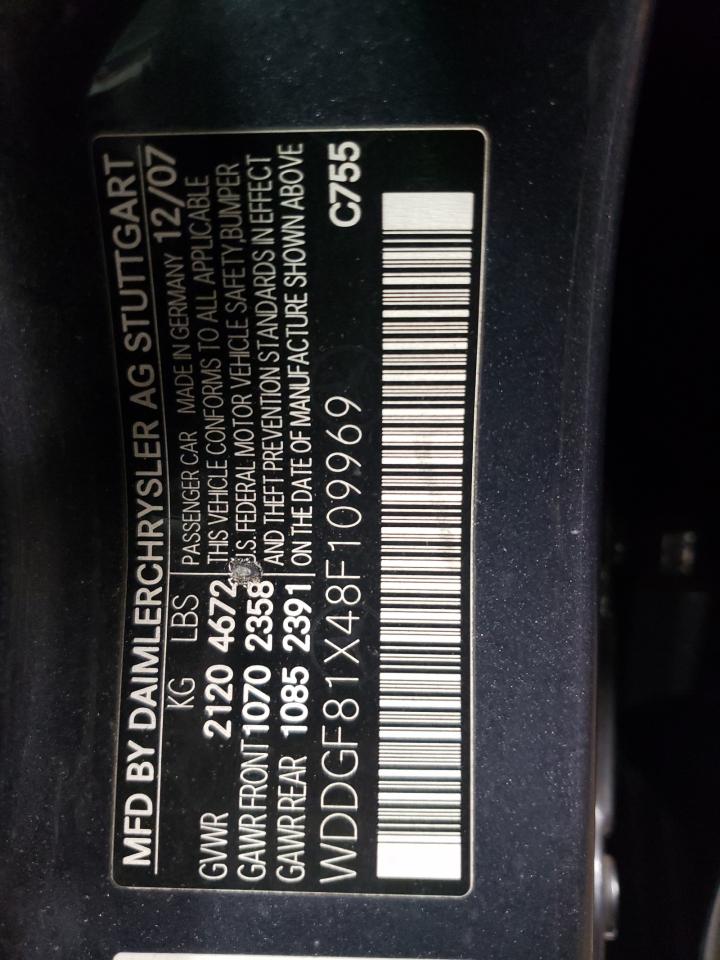 MFD BY DAIMLERCHRYSLER AG STUTTGART
KG LBS PASSENGER CAR MADE IN GERMANY 12/07
GVWR 2120 4672 THIS VEHICLE CONFORMS TO ALL APPLICABLE
GAWR FRONT 1070 2358 U.S. FEDERAL MOTOR VEHICLE SAFETY,BUMPER
GAWR REAR 1085 2391 AND THEFT PREVENTION STANDARDS IN EFFECT
ON THE DATE OF MANUFACTURE SHOWN ABOVE
WDDGF81X48F109969 C755